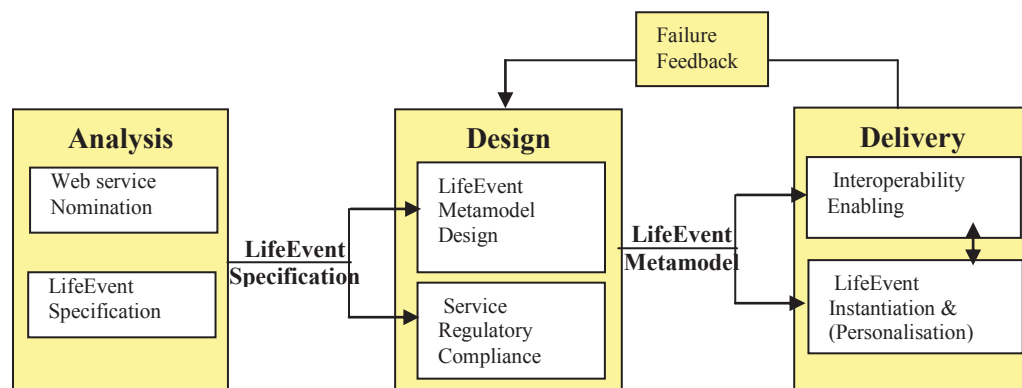 Failure
Feedback
Analysis
Web service
Nomination
LifeEvent
Specification
LifeEvent
Specification
Design
LifeEvent
Metamodel
Design
Service
Regulatory
Compliance
LifeEvent
Metamodel
Delivery
Interoperability
Enabling
LifeEvent
Instantiation &
(Personalisation)